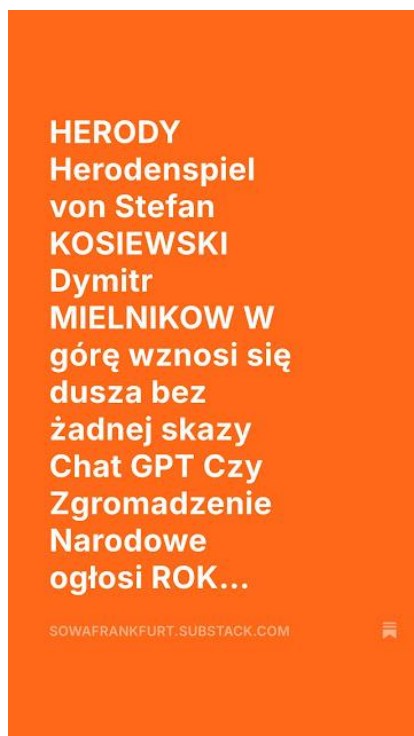 HERODY
Herodenspiel
von Stefan
KOSIEWSKI
Dymitr
MIELNIKOW W
górę wznosi się
dusza bez
żadnej skazy
Chat GPT Czy
Zgromadzenie
Narodowe
ogłosi ROK...
SOWAFRANKFURT.SUBSTACK.COM